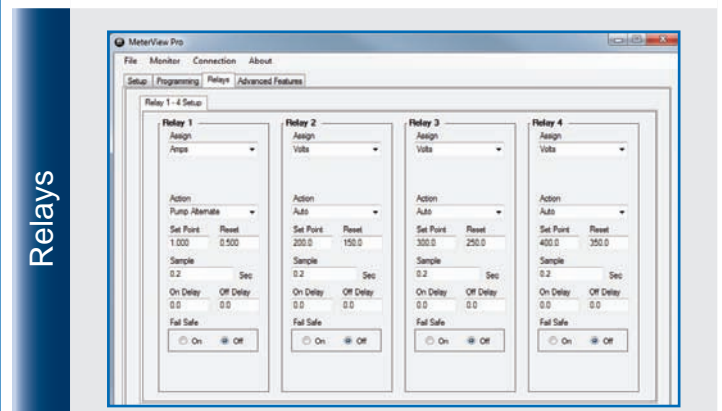 Relays
MeterView Pro
File Monitor Connection About
Setup Programming Relays Advanced Features
Relay 1 - 4 Setup
Relay 1
Assign
Amps
Action
Pump Alternate
Set Point Reset
1.000 0.500
Sample
0.2 Sec
On Delay Off Delay
0.0 0.0
Fail Safe
On Off
Relay 2
Assign
Volts
Action
Auto
Set Point Reset
200.0 150.0
Sample
0.2 Sec
On Delay Off Delay
0.0 0.0
Fail Safe
On Off
Relay 3
Assign
Volts
Action
Auto
Set Point Reset
300.0 250.0
Sample
0.2 Sec
On Delay Off Delay
0.0 0.0
Fail Safe
On Off
Relay 4
Assign
Volts
Action
Auto
Set Point Reset
400.0 350.0
Sample
0.2 Sec
On Delay Off Delay
0.0 0.0
Fail Safe
On Off